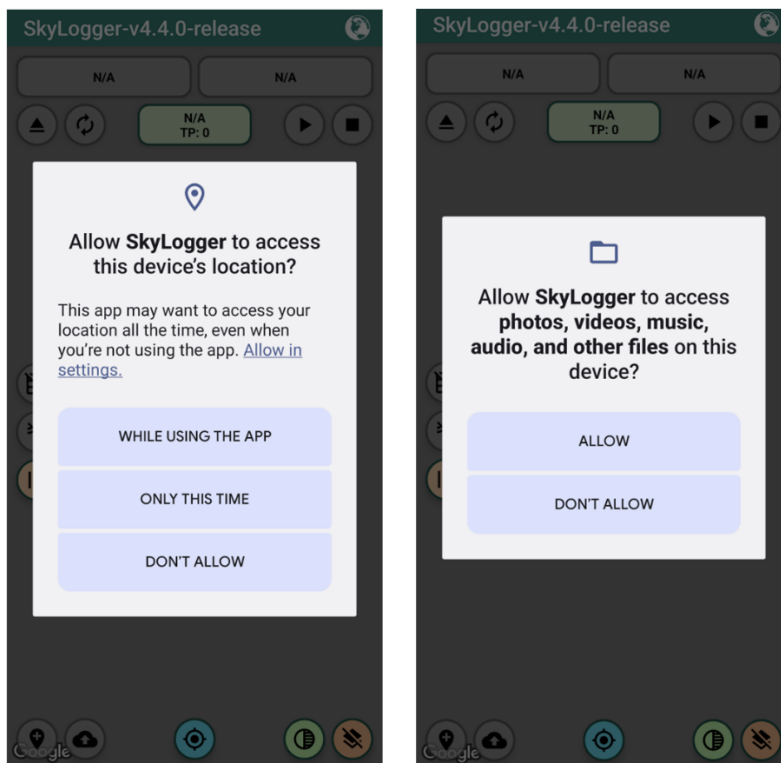 SkyLogger-v4.4.0-release
N/A
N/A
N/A
TP: 0
Allow SkyLogger to access
this device's location?
This app may want to access your
location all the time, even when
you're not using the app. Allow in
settings.
WHILE USING THE APP
ONLY THIS TIME
DON'T ALLOW
Google
SkyLogger-v4.4.0-release
N/A
N/A
N/A
TP: 0
Allow SkyLogger to access
photos, videos, music,
audio, and other files on this
device?
ALLOW
DON'T ALLOW
Google